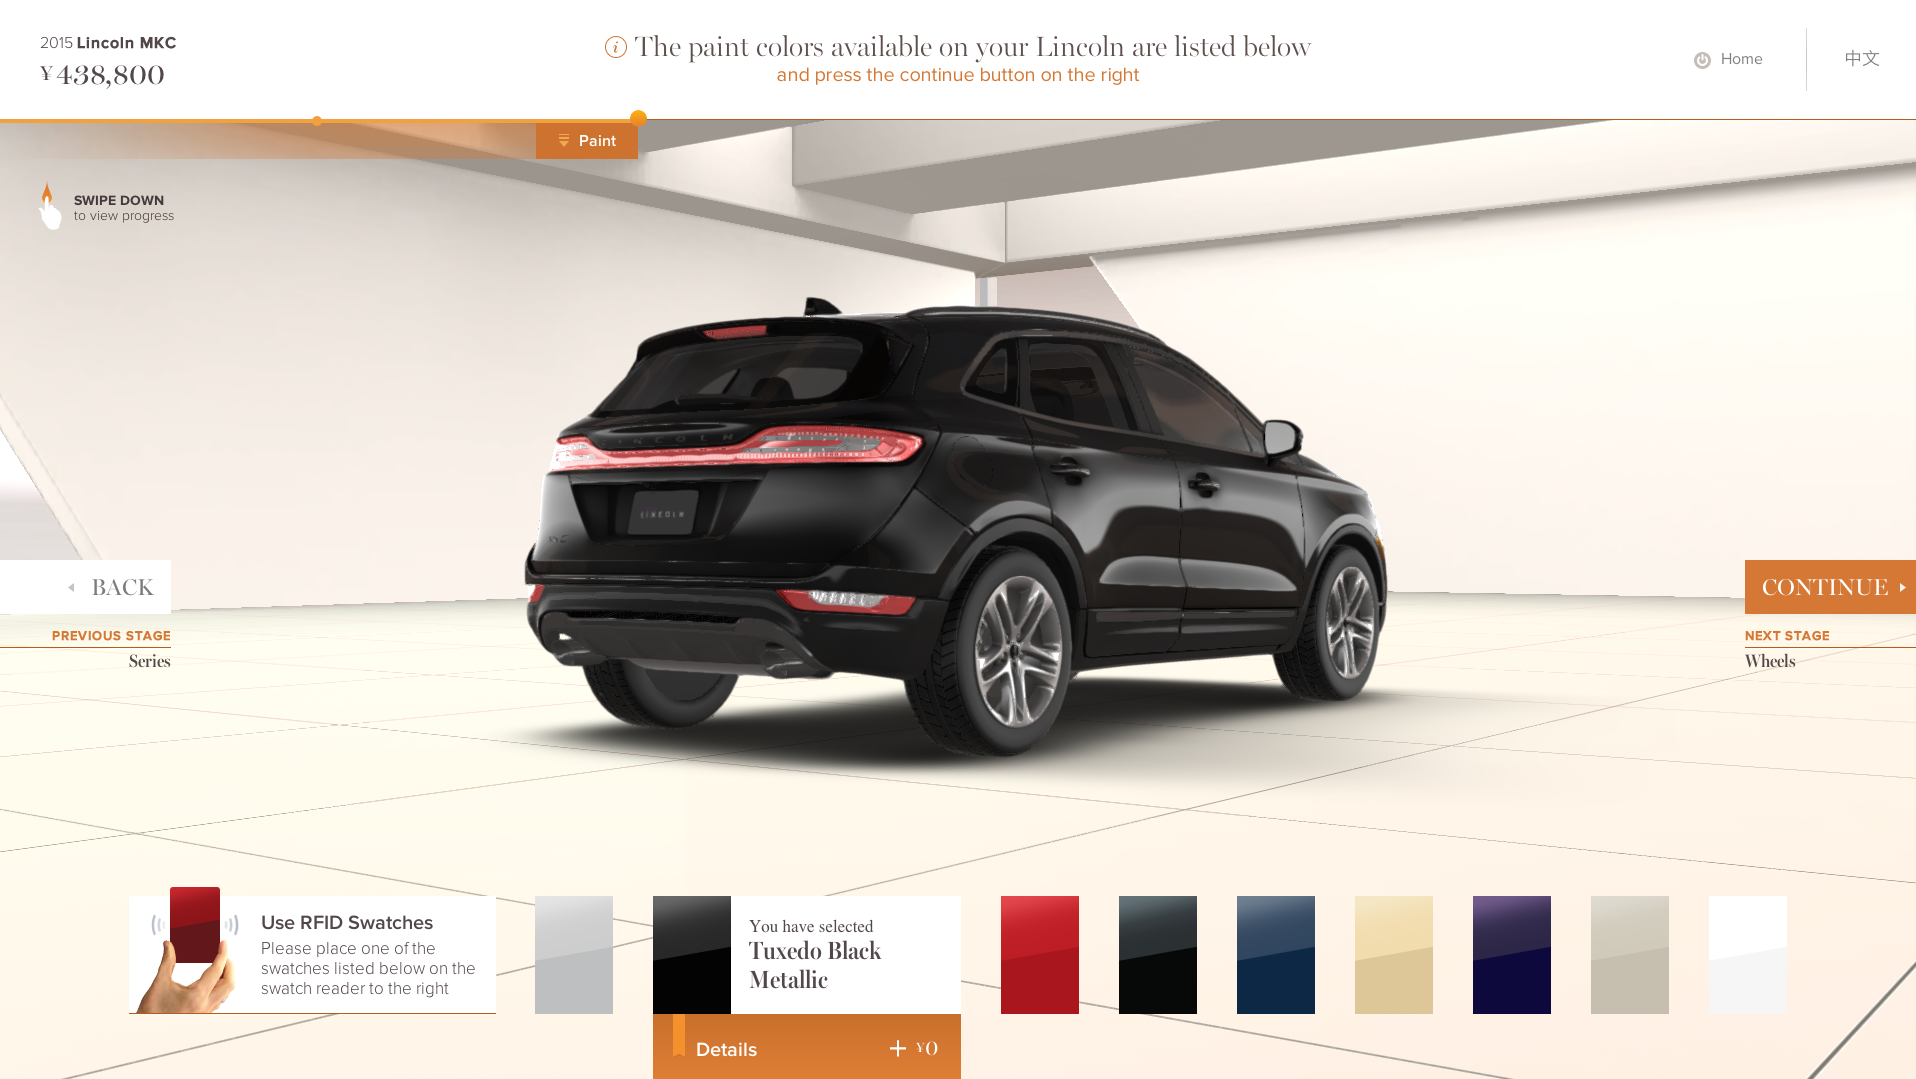 2015 Lincoln MKC
¥438,800
The paint colors available on your Lincoln are listed below
and press the continue button on the right
Home
中文
Paint
SWIPE DOWN
to view progress
LINCOLN
LINCOLN
BACK
PREVIOUS STAGE
Series
CONTINUE
NEXT STAGE
Wheels
Use RFID Swatches
Please place one of the
swatches listed below on the
swatch reader to the right
You have selected
Tuxedo Black
Metallic
Details
+ ¥0